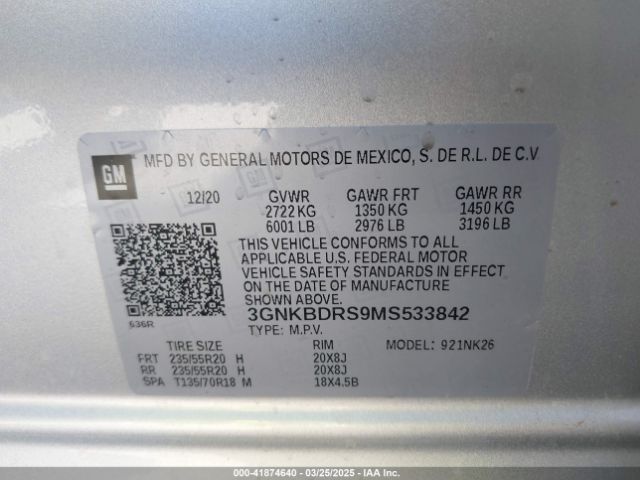 GM
MFD BY GENERAL MOTORS DE MEXICO, S. DE R.L. DE C.V
12/20 GVWR GAWR FRT GAWR RR
2722 KG 1350 KG 1450 KG
6001 LB 2976 LB 3196 LB
THIS VEHICLE CONFORMS TO ALL
APPLICABLE U.S. FEDERAL MOTOR
VEHICLE SAFETY STANDARDS IN EFFECT
ON THE DATE OF MANUFACTURE
SHOWN ABOVE.
636R
3GNKBDRS9MS533842
TYPE: M.P.V.
TIRE SIZE RIM MODEL: 921NK26
FRT 235/55R20 H 20X8J
RR 235/55R20 H 20X8J
SPA T135/70R18 M 18X4.5B
000-41874640 - 03/25/2025 - IAAI.COM